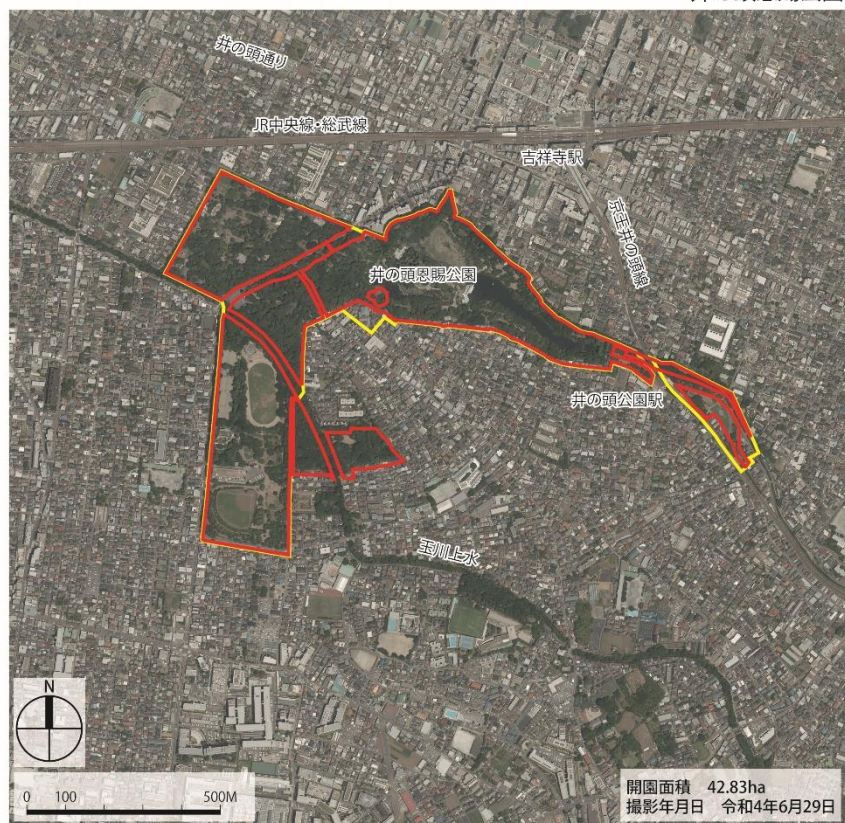 井の頭通り
JR中央線・総武線
吉祥寺駅
京王井の頭線
井の頭恩賜公園
井の頭公園駅
玉川上水
N
0 100 500M
開園面積 42.83ha
撮影年月日 令和4年6月29日